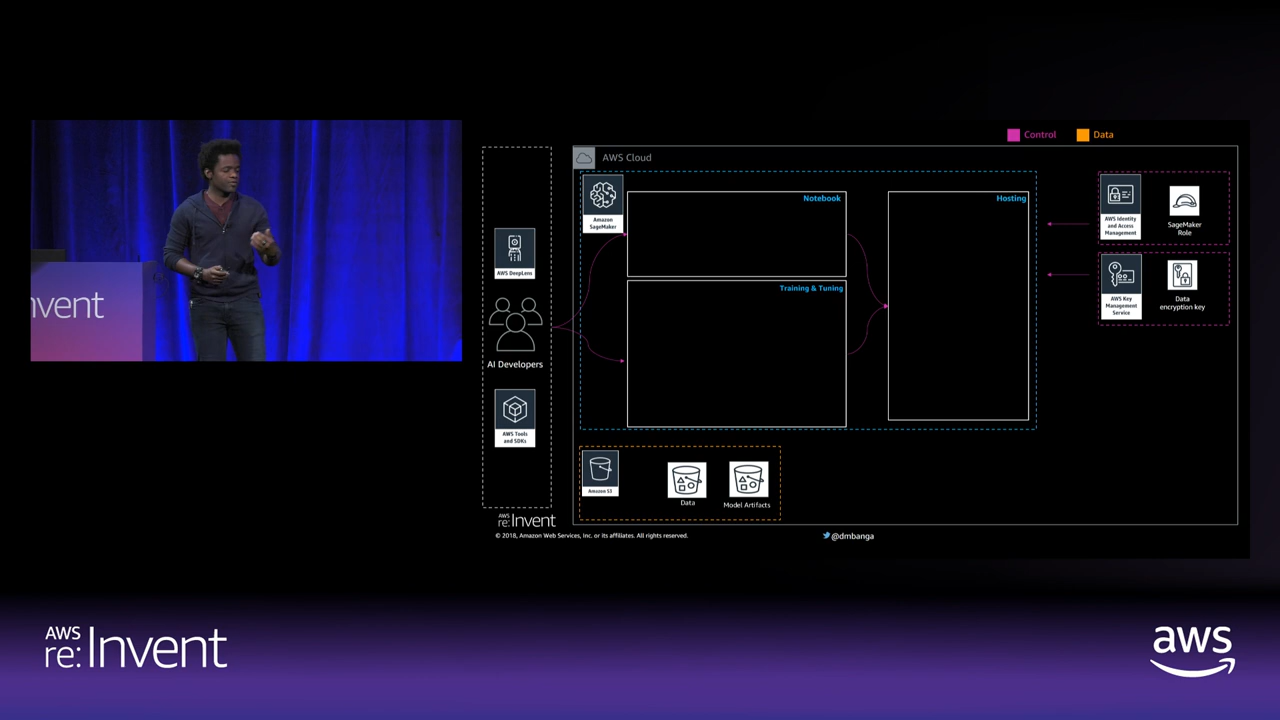 Control
Data
AWS Cloud
Amazon
SageMaker
Notebook
Training & Tuning
Hosting
AWS Identity
and Access
Management
SageMaker
Role
AWS Key
Management
Service
Data
encryption key
AWS DeepLens
AI Developers
AWS Tools
and SDKs
Amazon S3
Data
Model Artifacts
AWS
re:Invent
© 2018, Amazon Web Services, Inc. or its affiliates. All rights reserved.
@dmbanga
nvent
AWS
re:Invent
aws